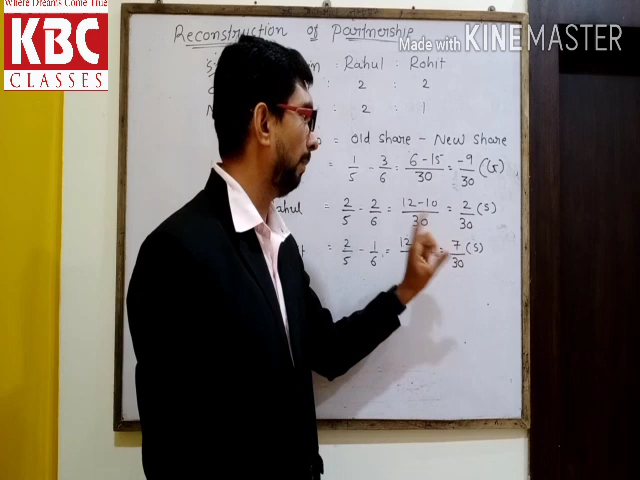 Where Dreams Come True
KBC
CLASSES
Made with KINEMASTER
Reconstruction of Partnership
: Rahul : Rohit
: 2 : 2
: 2 : 1
= Old Share - New Share
= 1/5 - 3/6 = 6-15/30 = -9/30 (G)
= 2/5 - 2/6 = 12-10/30 = 2/30 (S)
= 2/5 - 1/6 = 12 = 7/30 (S)